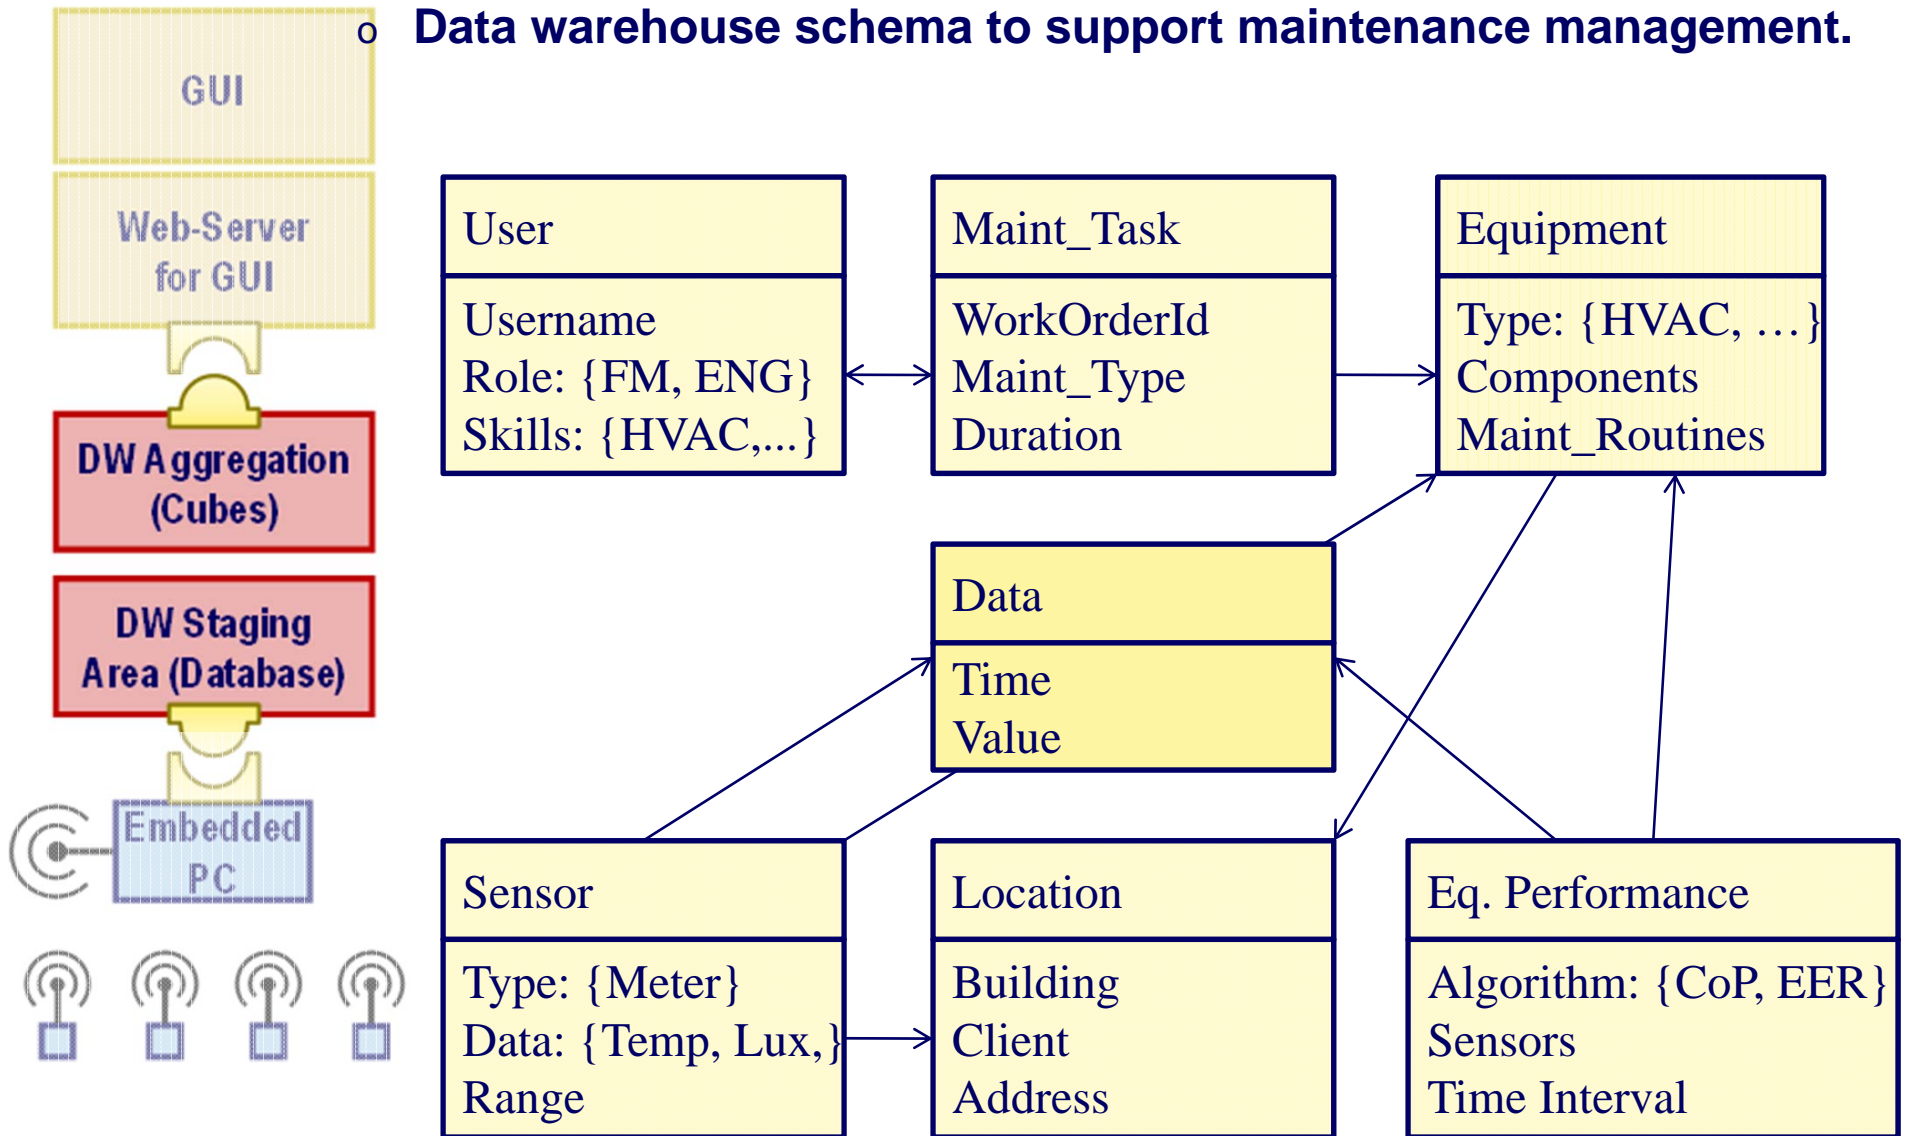 o Data warehouse schema to support maintenance management.
GUI
Web-Server
for GUI
DW Aggregation
(Cubes)
DW Staging
Area (Database)
Embedded
PC
User
Username
Role: {FM, ENG}
Skills: {HVAC,...}
Maint_Task
WorkOrderId
Maint_Type
Duration
Equipment
Type: {HVAC, …}
Components
Maint_Routines
Data
Time
Value
Sensor
Type: {Meter}
Data: {Temp, Lux,}
Range
Location
Building
Client
Address
Eq. Performance
Algorithm: {CoP, EER}
Sensors
Time Interval